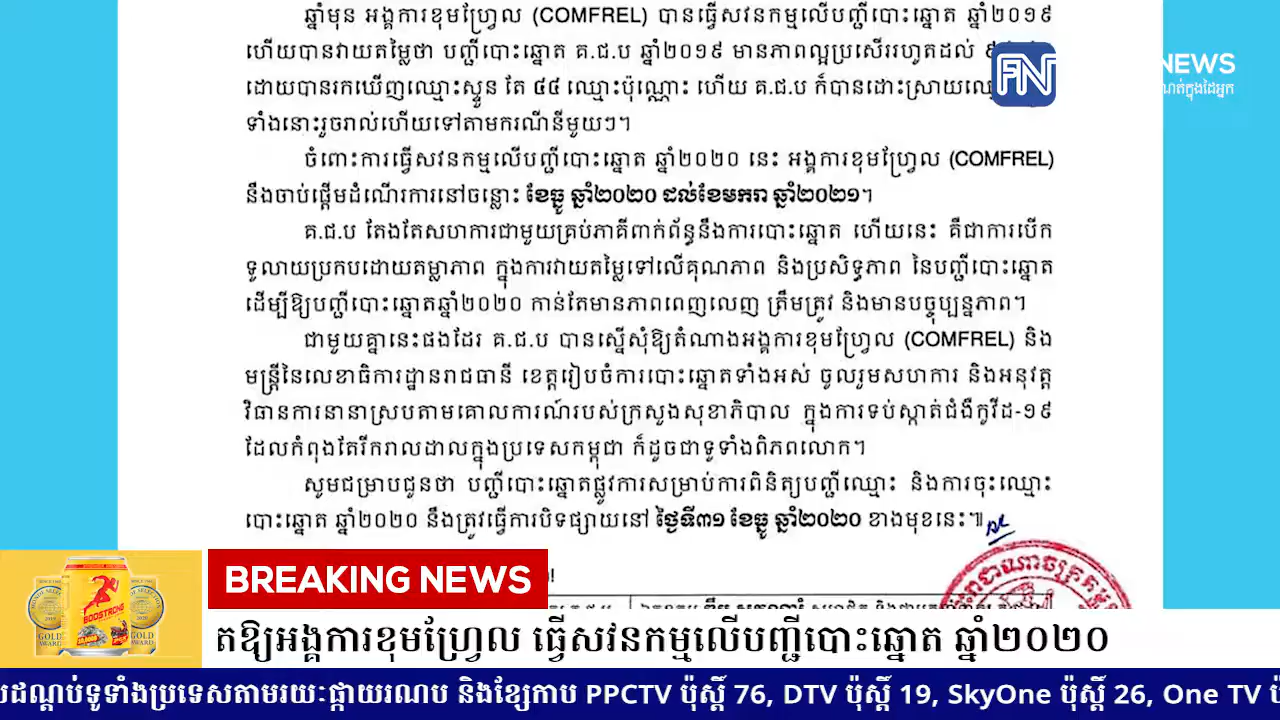 ឆ្នាំមុន អង្គការខុមហ្វ្រែល (COMFREL) បានធ្វើសវនកម្មលើបញ្ជីបោះឆ្នោត ឆ្នាំ២០១៩
ហើយបានវាយតម្លៃថា បញ្ជីបោះឆ្នោត គ.ជ.ប ឆ្នាំ២០១៩ មានភាពល្អប្រសើររហូតដល់
ដោយបានរកឃើញឈ្មោះស្ទួន តែ ៤៤ ឈ្មោះប៉ុណ្ណោះ ហើយ គ.ជ.ប ក៏បានដោះស្រាយ
ទាំងនោះរួចរាល់ហើយទៅតាមករណីនីមួយៗ។
ចំពោះការធ្វើសវនកម្មលើបញ្ជីបោះឆ្នោត ឆ្នាំ២០២០ នេះ អង្គការខុមហ្វ្រែល (COMFREL)
នឹងចាប់ផ្តើមដំណើរការនៅចន្លោះ ខែធ្នូ ឆ្នាំ២០២០ ដល់ខែមករា ឆ្នាំ២០២១។
គ.ជ.ប តែងតែសហការជាមួយគ្រប់ភាគីពាក់ព័ន្ធនឹងការបោះឆ្នោត ហើយនេះ គឺជាការបើក
ទូលាយប្រកបដោយតម្លាភាព ក្នុងការវាយតម្លៃទៅលើគុណភាព និងប្រសិទ្ធភាព នៃបញ្ជីបោះឆ្នោត
ដើម្បីឱ្យបញ្ជីបោះឆ្នោតឆ្នាំ២០២០ កាន់តែមានភាពពេញលេញ ត្រឹមត្រូវ និងមានបច្ចុប្បន្នភាព។
ជាមួយគ្នានេះផងដែរ គ.ជ.ប បានស្នើសុំឱ្យតំណាងអង្គការខុមហ្វ្រែល (COMFREL) និង
មន្ត្រីនៃលេខាធិការដ្ឋានរាជធានី ខេត្តរៀបចំការបោះឆ្នោតទាំងអស់ ចូលរួមសហការ និងអនុវត្ត
វិធានការនានាស្របតាមគោលការណ៍របស់ក្រសួងសុខាភិបាល ក្នុងការទប់ស្កាត់ជំងឺកូវីដ-១៩
ដែលកំពុងតែរីករាលដាលក្នុងប្រទេសកម្ពុជា ក៏ដូចជាទូទាំងពិភពលោក។
សូមជម្រាបជូនថា បញ្ជីបោះឆ្នោតផ្លូវការសម្រាប់ការពិនិត្យបញ្ជីឈ្មោះ និងការចុះឈ្មោះ
បោះឆ្នោត ឆ្នាំ២០២០ នឹងត្រូវធ្វើការបិទផ្សាយនៅ ថ្ងៃទី៣១ ខែធ្នូ ឆ្នាំ២០២០ ខាងមុខនេះ៕
FN
NEWS
BOOSTRONG
GOLD
AWARD
GOLD
AWARD
BREAKING NEWS
តឱ្យអង្គការខុមហ្វ្រែល ធ្វើសវនកម្មលើបញ្ជីបោះឆ្នោត ឆ្នាំ២០២០
យដណ្តប់ទូទាំងប្រទេសតាមរយៈផ្កាយរណប និងខ្សែកាប PPCTV ប៉ុស្តិ៍ 76, DTV ប៉ុស្តិ៍ 19, SkyOne ប៉ុស្តិ៍ 26, One TV